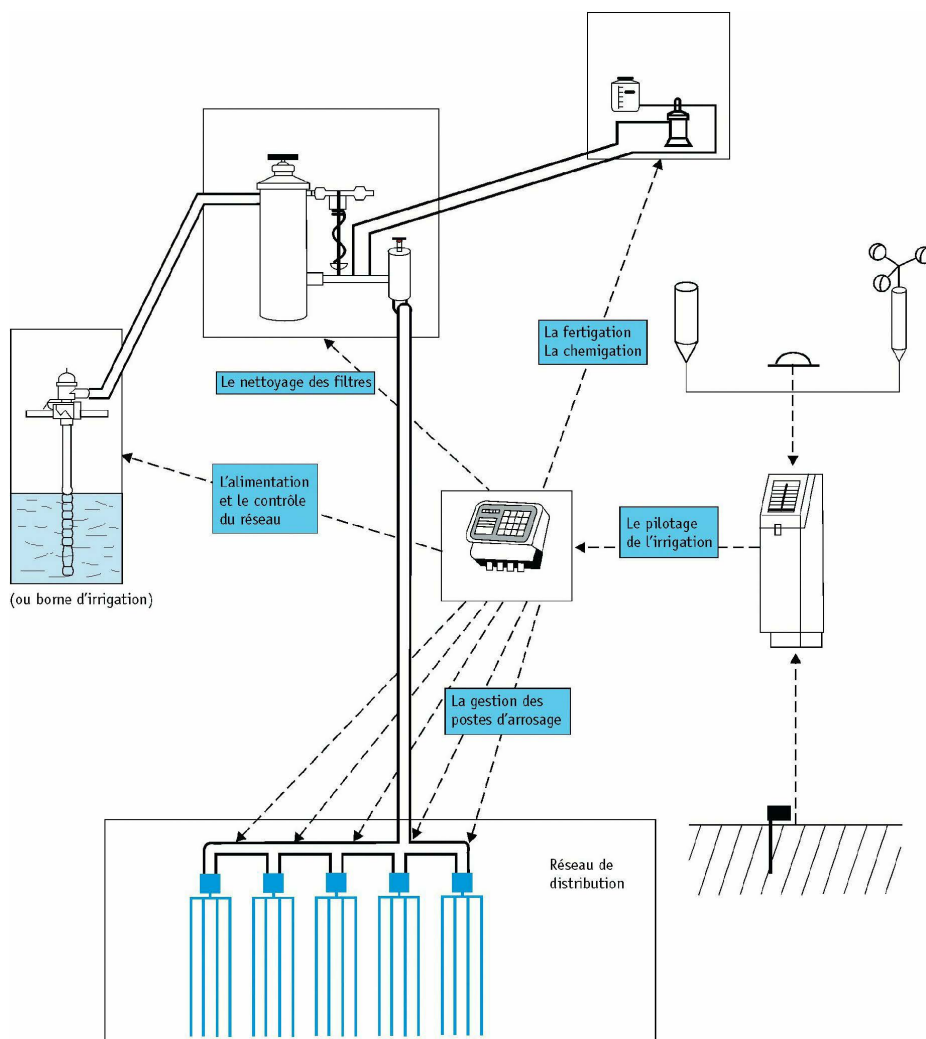 La fertigation
La chemigation
Le nettoyage des filtres
L'alimentation
et le contrôle
du réseau
Le pilotage
de l'irrigation
(ou borne d'irrigation)
La gestion des
postes d'arrosage
Réseau de
distribution